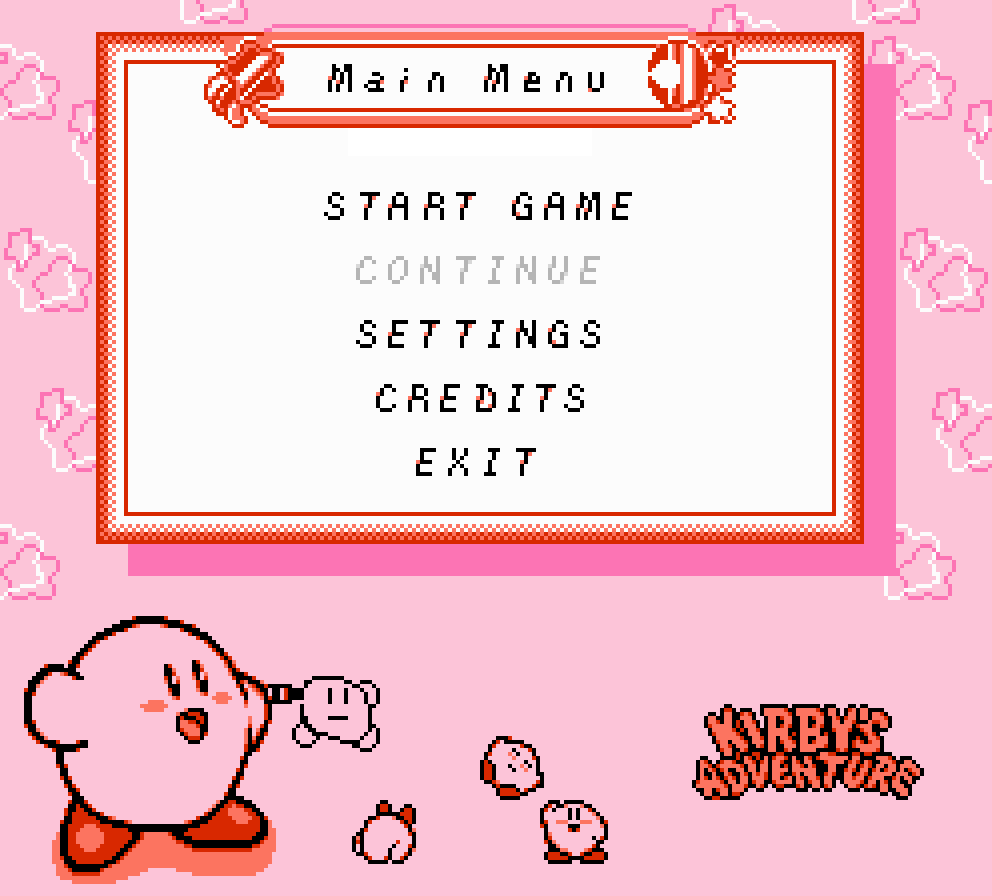 Main Menu
START GAME
CONTINUE
SETTINGS
CREDITS
EXIT
KIRBY'S
ADVENTURE